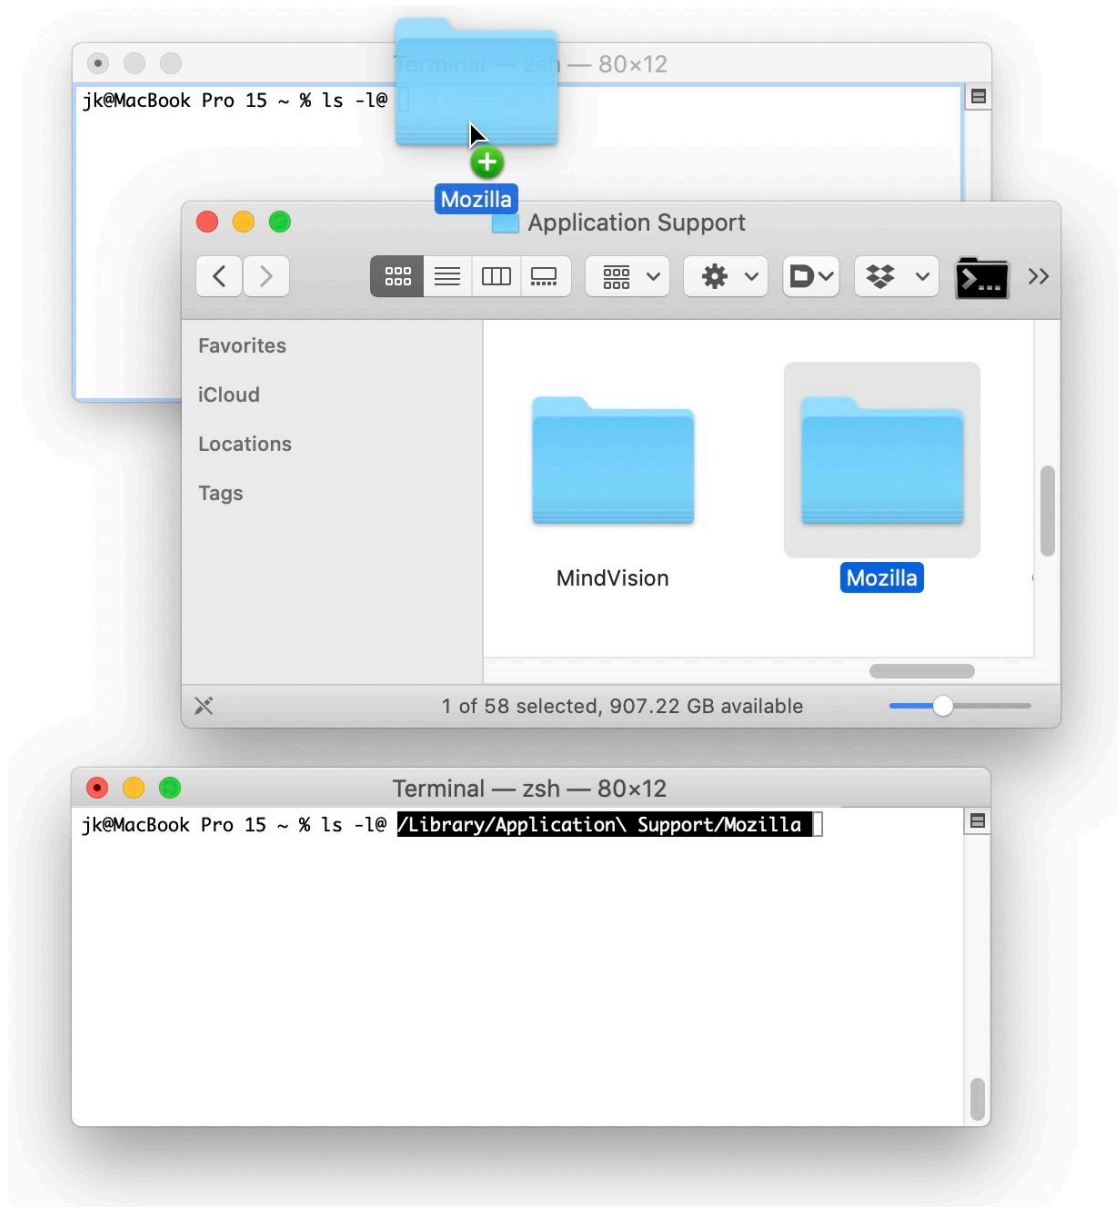 Terminal — zsh — 80×12
jk@MacBook Pro 15 ~ % ls -l@
Mozilla
Application Support
Favorites
iCloud
Locations
Tags
MindVision
Mozilla
1 of 58 selected, 907.22 GB available
Terminal — zsh — 80×12
jk@MacBook Pro 15 ~ % ls -l@ /Library/Application\ Support/Mozilla